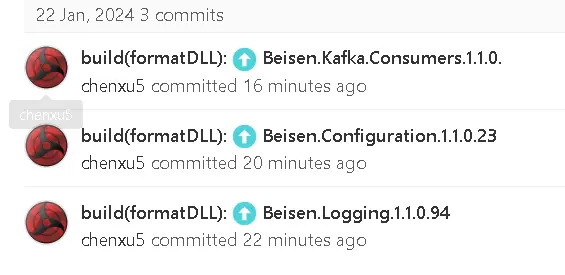 22 Jan, 2024 3 commits
build(formatDLL): Beisen.Kafka.Consumers.1.1.0.
chenxu5 committed 16 minutes ago
chenxu5
build(formatDLL): Beisen.Configuration.1.1.0.23
chenxu5 committed 20 minutes ago
build(formatDLL): Beisen.Logging.1.1.0.94
chenxu5 committed 22 minutes ago